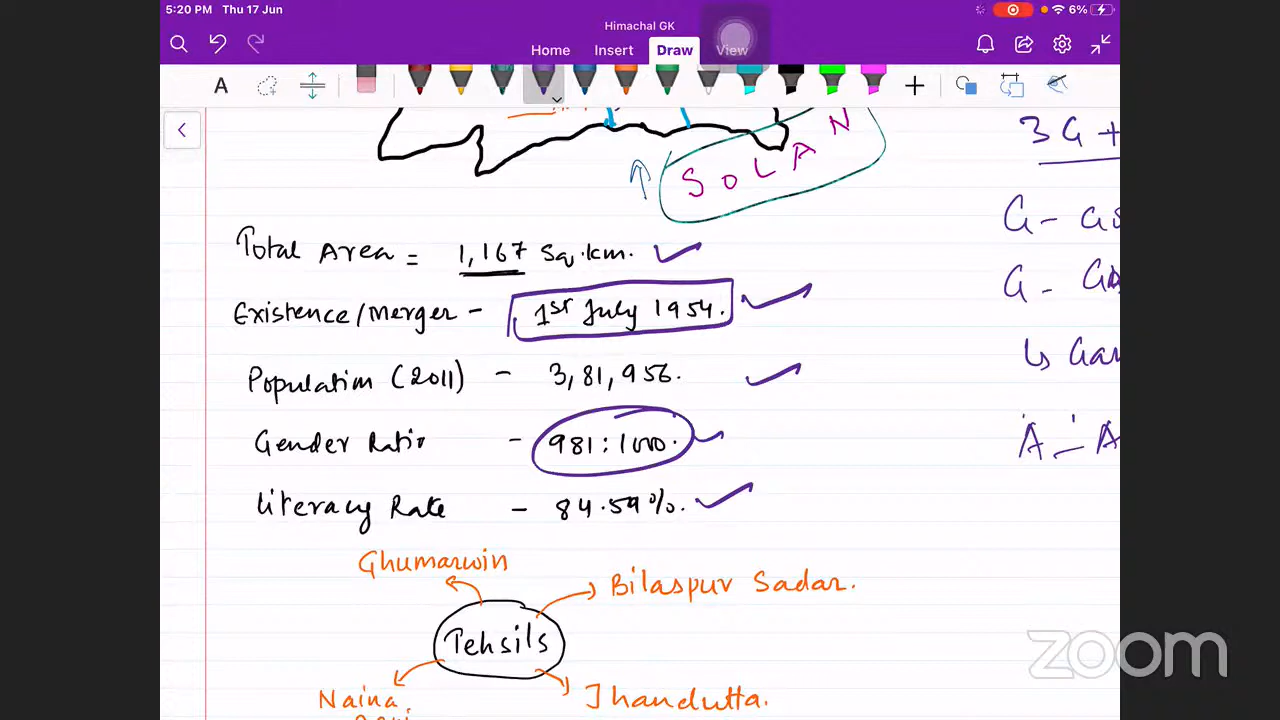 5:20 PM Thu 17 Jun
6%
Himachal GK
Home Insert Draw View
A
3G +
SOLAN
G -
Total Area = 1,167 Sq.km.
G -
Existence/Merger - 1st July 1954.
Population (2011) - 3,81,956.
Gender Ratio - 981:1000.
A - A
Literacy Rate - 84.59%.
Ghumarwin
Bilaspur Sadar.
Tehsils
Naina
Jhandutta.
zoom